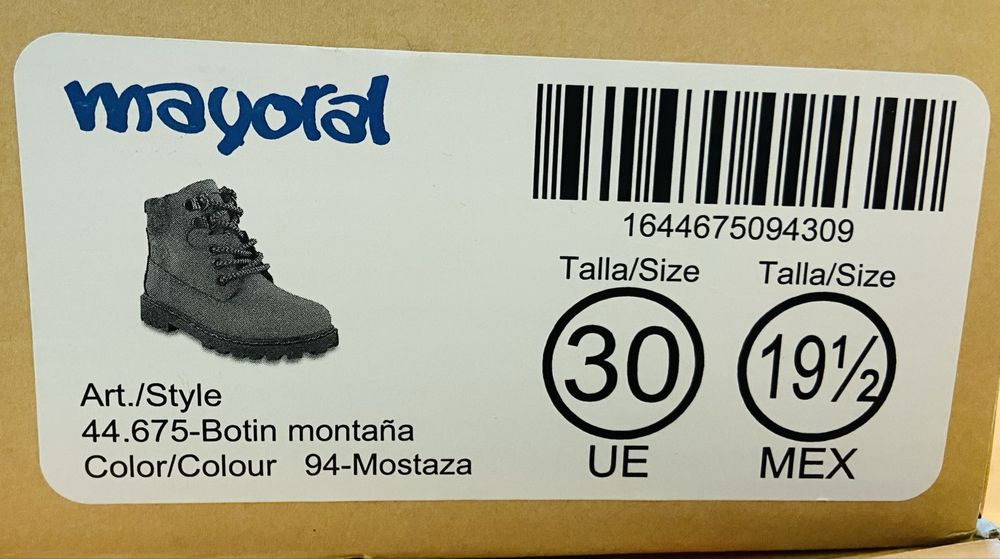 mayoral
1644675094309
Talla/Size Talla/Size
30 19½
UE MEX
Art./Style
44.675-Botin montaña
Color/Colour 94-Mostaza